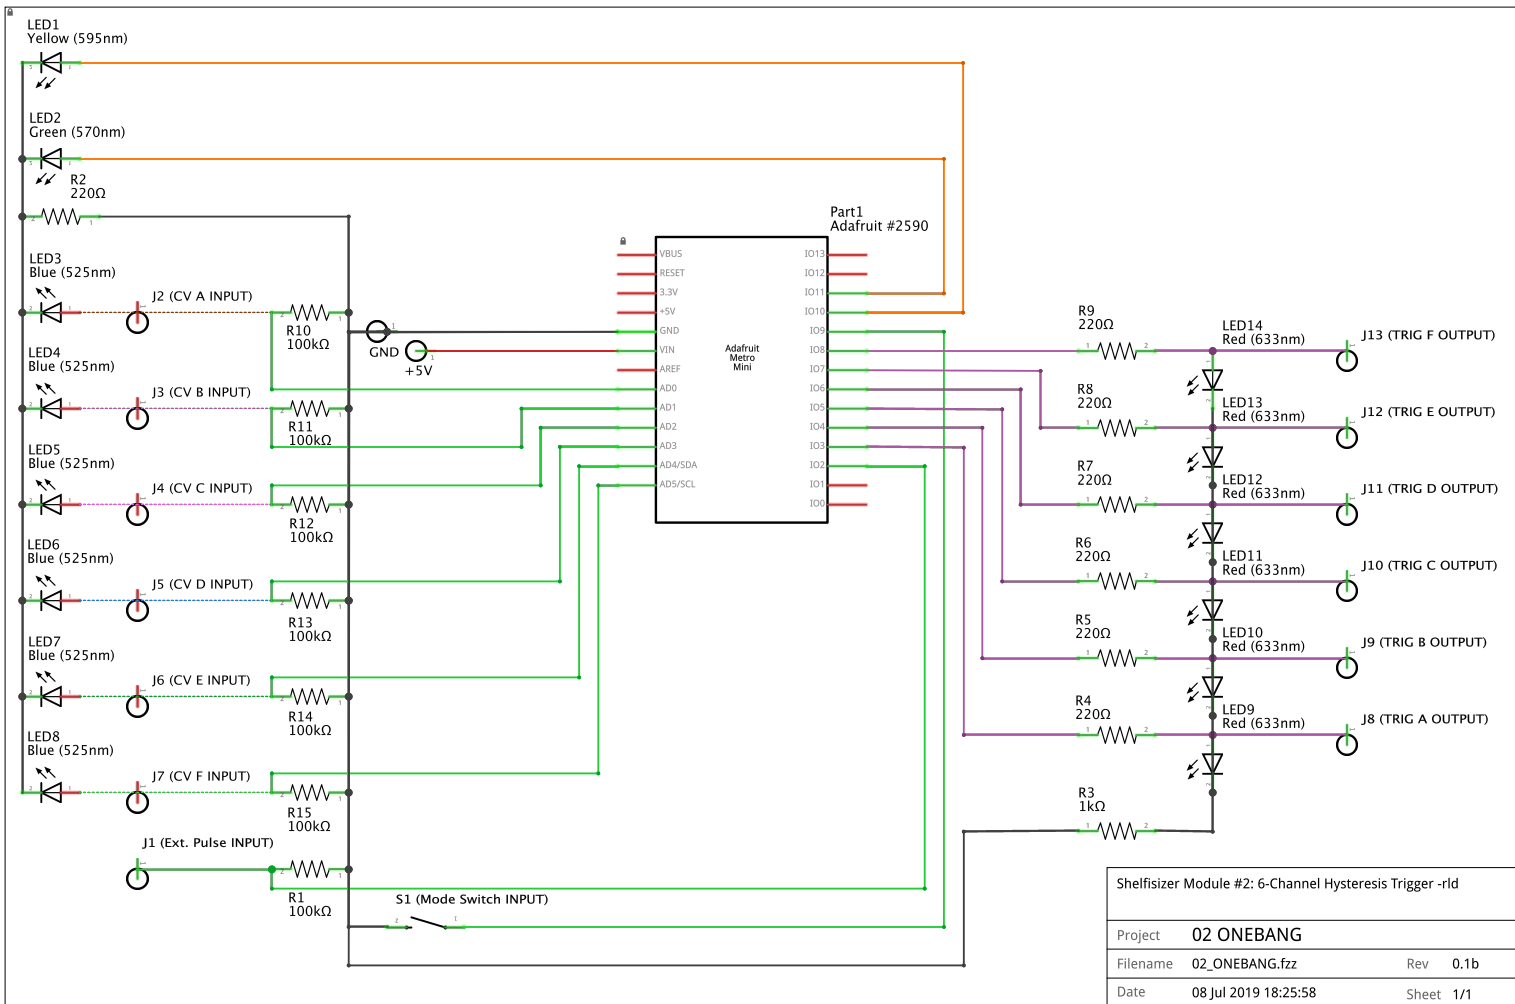 LED1
Yellow (595nm)
LED2
Green (570nm)
R2
220Ω
LED3
Blue (525nm)
J2 (CV A INPUT)
R10
100kΩ
LED4
Blue (525nm)
J3 (CV B INPUT)
R11
100kΩ
LED5
Blue (525nm)
J4 (CV C INPUT)
R12
100kΩ
LED6
Blue (525nm)
J5 (CV D INPUT)
R13
100kΩ
LED7
Blue (525nm)
J6 (CV E INPUT)
R14
100kΩ
LED8
Blue (525nm)
J7 (CV F INPUT)
R15
100kΩ
J1 (Ext. Pulse INPUT)
R1
100kΩ
S1 (Mode Switch INPUT)
GND
+5V
Part1
Adafruit #2590
VBUS
RESET
3.3V
+5V
GND
VIN
AREF
AD0
AD1
AD2
AD3
AD4/SDA
AD5/SCL
Adafruit
Metro
Mini
IO13
IO12
IO11
IO10
IO9
IO8
IO7
IO6
IO5
IO4
IO3
IO2
IO1
IO0
R9
220Ω
LED14
Red (633nm)
J13 (TRIG F OUTPUT)
R8
220Ω
LED13
Red (633nm)
J12 (TRIG E OUTPUT)
R7
220Ω
LED12
Red (633nm)
J11 (TRIG D OUTPUT)
R6
220Ω
LED11
Red (633nm)
J10 (TRIG C OUTPUT)
R5
220Ω
LED10
Red (633nm)
J9 (TRIG B OUTPUT)
R4
220Ω
LED9
Red (633nm)
J8 (TRIG A OUTPUT)
R3
1kΩ
Shelfisizer Module #2: 6-Channel Hysteresis Trigger -rld
Project 02 ONEBANG
Filename 02_ONEBANG.fzz Rev 0.1b
Date 08 Jul 2019 18:25:58 Sheet 1/1